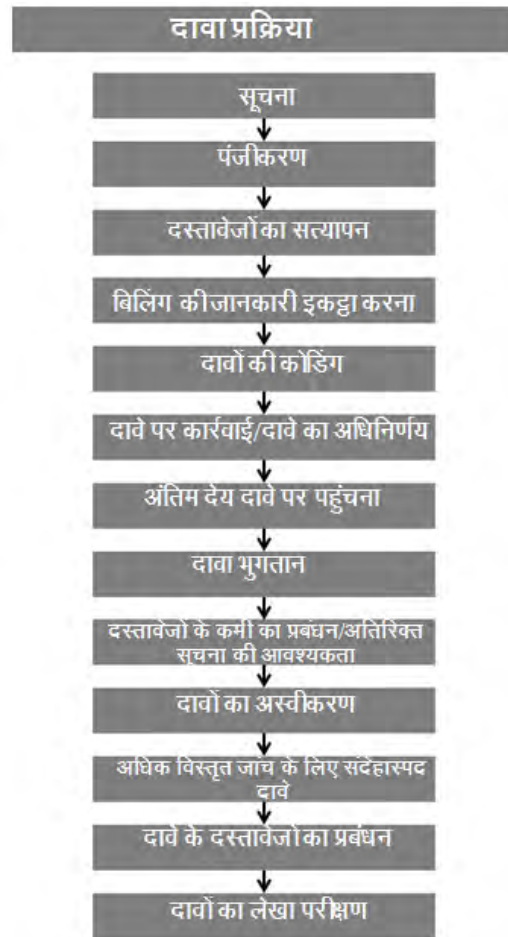 दावा प्रक्रिया
सूचना
पंजीकरण
दस्तावेजों का सत्यापन
बिलिंग की जानकारी इकट्ठा करना
दावों की कोडिंग
दावे पर कार्रवाई/दावे का अधिनिर्णय
अंतिम देय दावे पर पहुंचना
दावा भुगतान
दस्तावेजों के कमी का प्रबंधन/अतिरिक्त
सूचना की आवश्यकता
दावों का अस्वीकरण
अधिक विस्तृत जांच के लिए संदेहास्पद
दावे
दावे के दस्तावेजों का प्रबंधन
दावों का लेखा परीक्षण